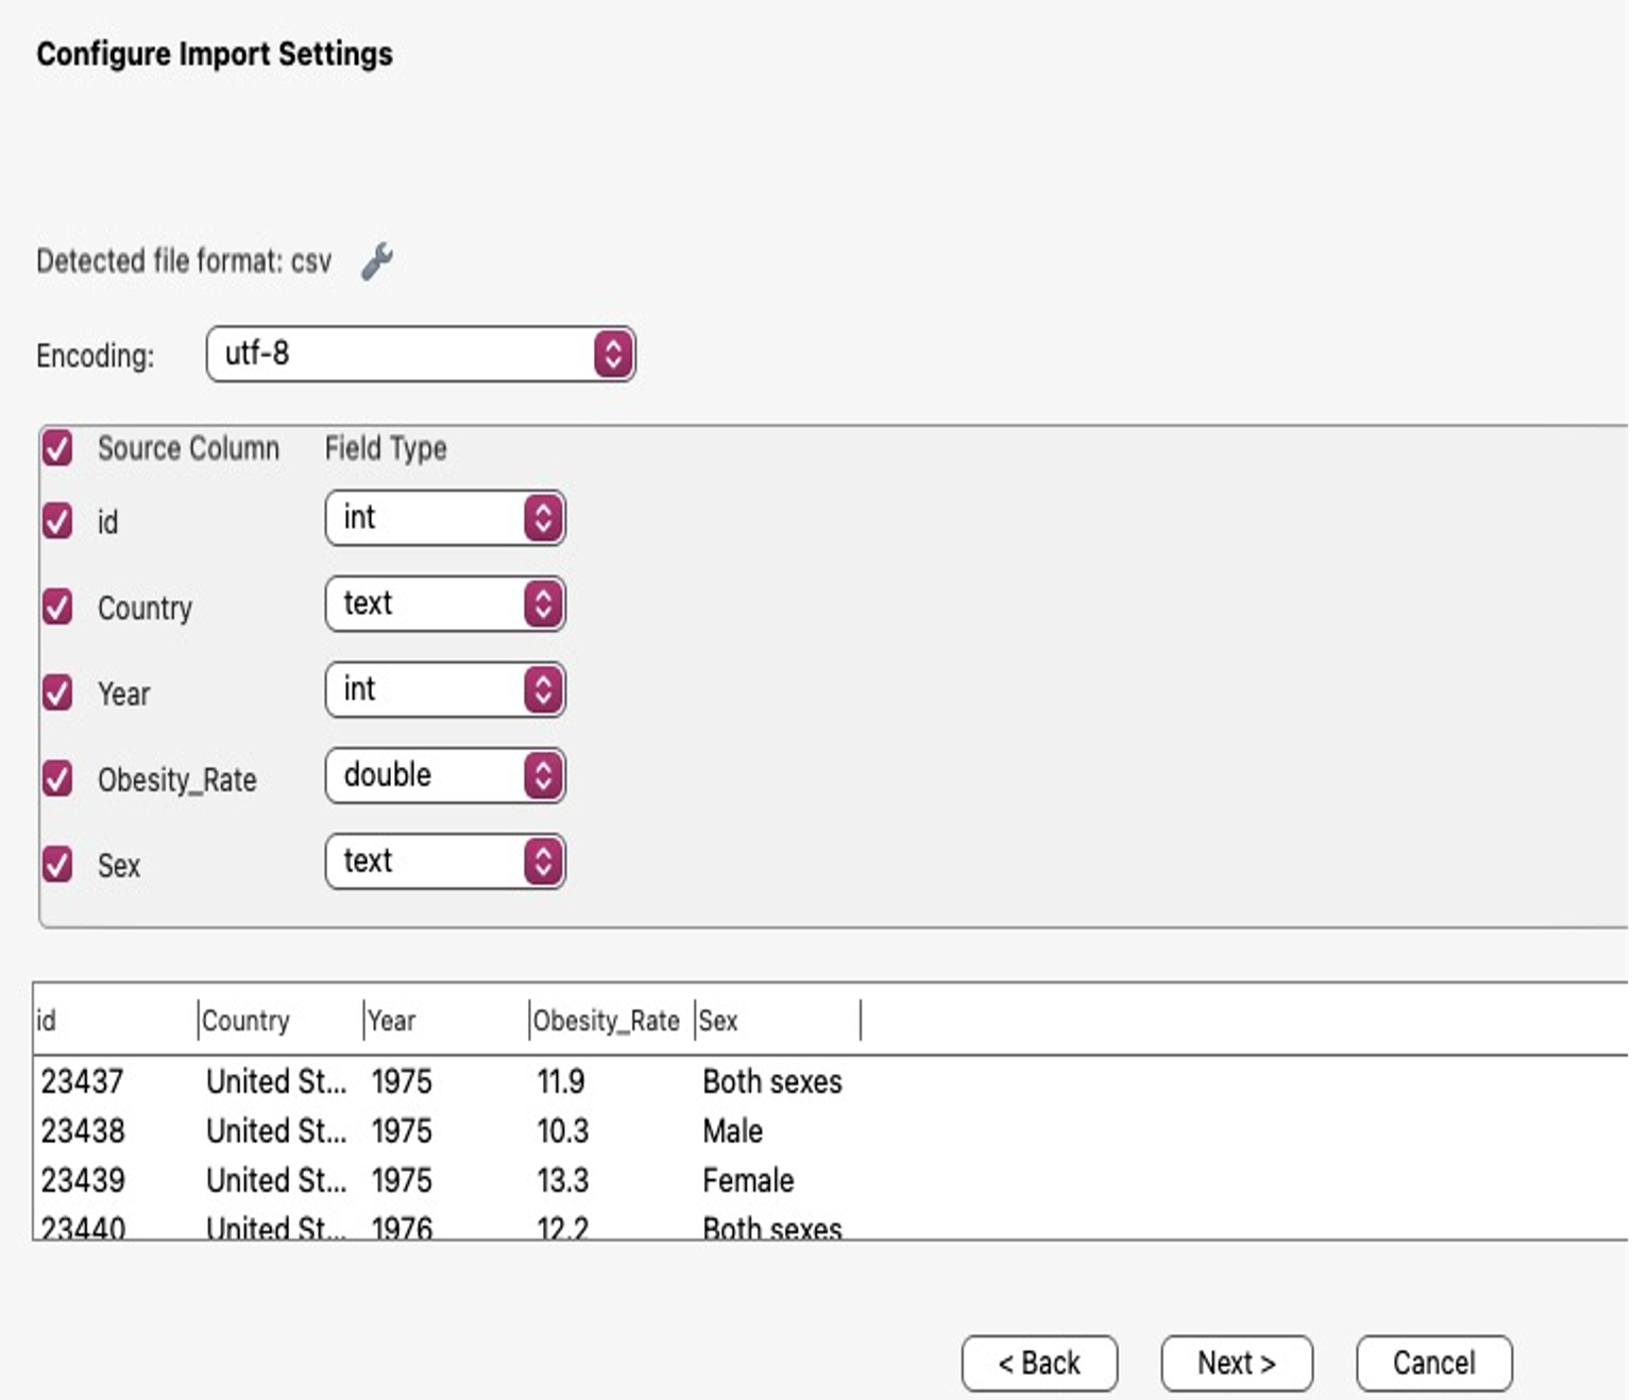 Configure Import Settings
Detected file format: csv
Encoding: utf-8
Source Column Field Type
id int
Country text
Year int
Obesity_Rate double
Sex text
id Country Year Obesity_Rate Sex
23437 United St... 1975 11.9 Both sexes
23438 United St... 1975 10.3 Male
23439 United St... 1975 13.3 Female
23440 United St... 1976 12.2 Both sexes
< Back Next > Cancel